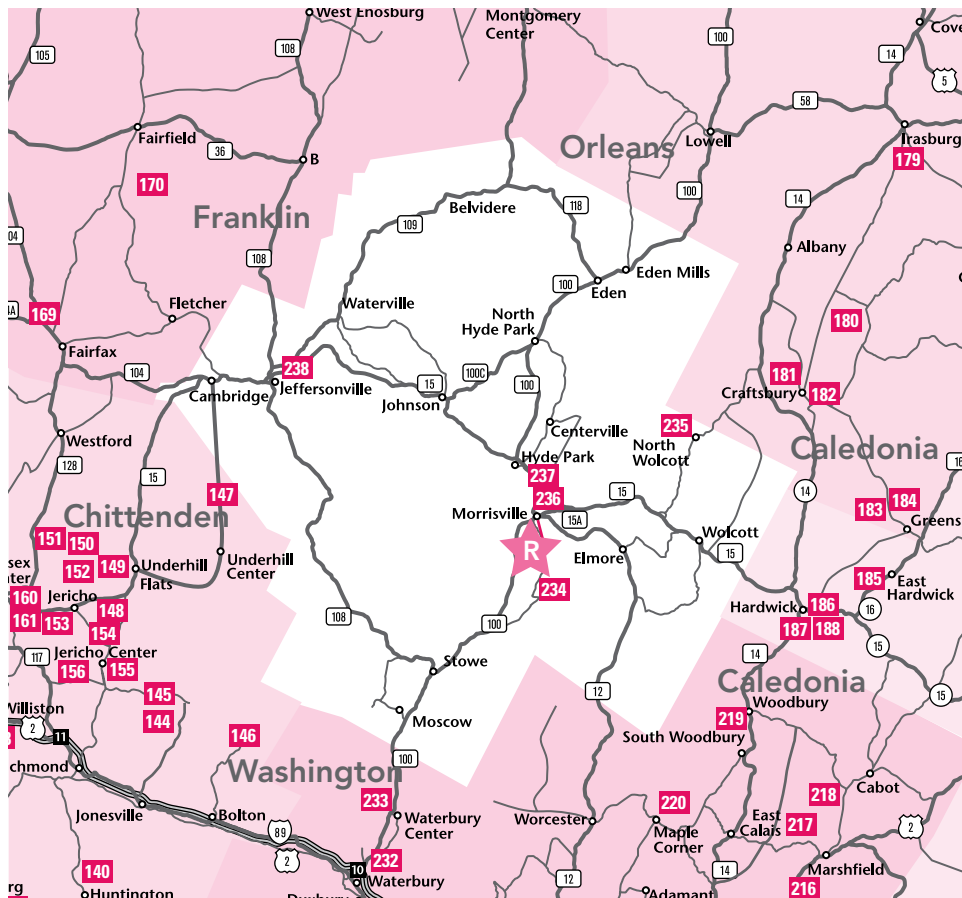 West Enosburg
Montgomery
Center
Cove
105
108
100
14
5
58
Fairfield
36
B
Lowell
Irasburg
Orleans
179
170
Franklin
Belvidere
118
109
100
14
Albany
04
108
Eden Mills
Eden
100
Fletcher
Waterville
North
Hyde Park
169
Fairfax
180
104
238
Jeffersonville
Cambridge
15
100C
100
Johnson
181
Craftsbury
182
Centerville
235
North
Wolcott
Westford
128
Caledonia
16
Hyde Park
237
15
147
236
15
14
184
183
Greens
Chittenden
Morrisville
15A
151
150
R
Elmore
Wolcott
15
Underhill
Center
Underhill
Flats
152
149
sex
nter
185
East
Hardwick
160
Jericho
148
234
Hardwick
186
16
161
153
154
108
100
187
188
15
117
Jericho Center
156
155
Stowe
14
Caledonia
15
145
12
Williston
144
Moscow
219
Woodbury
2
11
146
South Woodbury
100
chmond
Washington
Cabot
218
233
220
Jonesville
Bolton
Waterbury
Center
Worcester
Maple
Corner
East
Calais
217
2
89
2
232
10
Waterbury
14
Marshfield
140
Huntington
12
216
Adamant